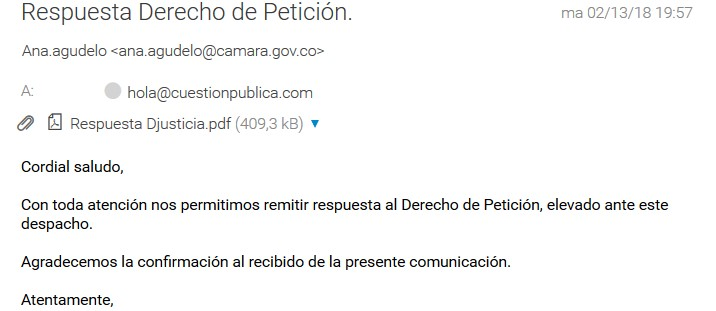 Respuesta Derecho de Petición.
ma 02/13/18 19:57
Ana.agudelo <ana.agudelo@camara.gov.co>
A: hola@cuestionpublica.com
Respuesta Djusticia.pdf (409,3 kB)
Cordial saludo,
Con toda atención nos permitimos remitir respuesta al Derecho de Petición, elevado ante este
despacho.
Agradecemos la confirmación al recibido de la presente comunicación.
Atentamente,